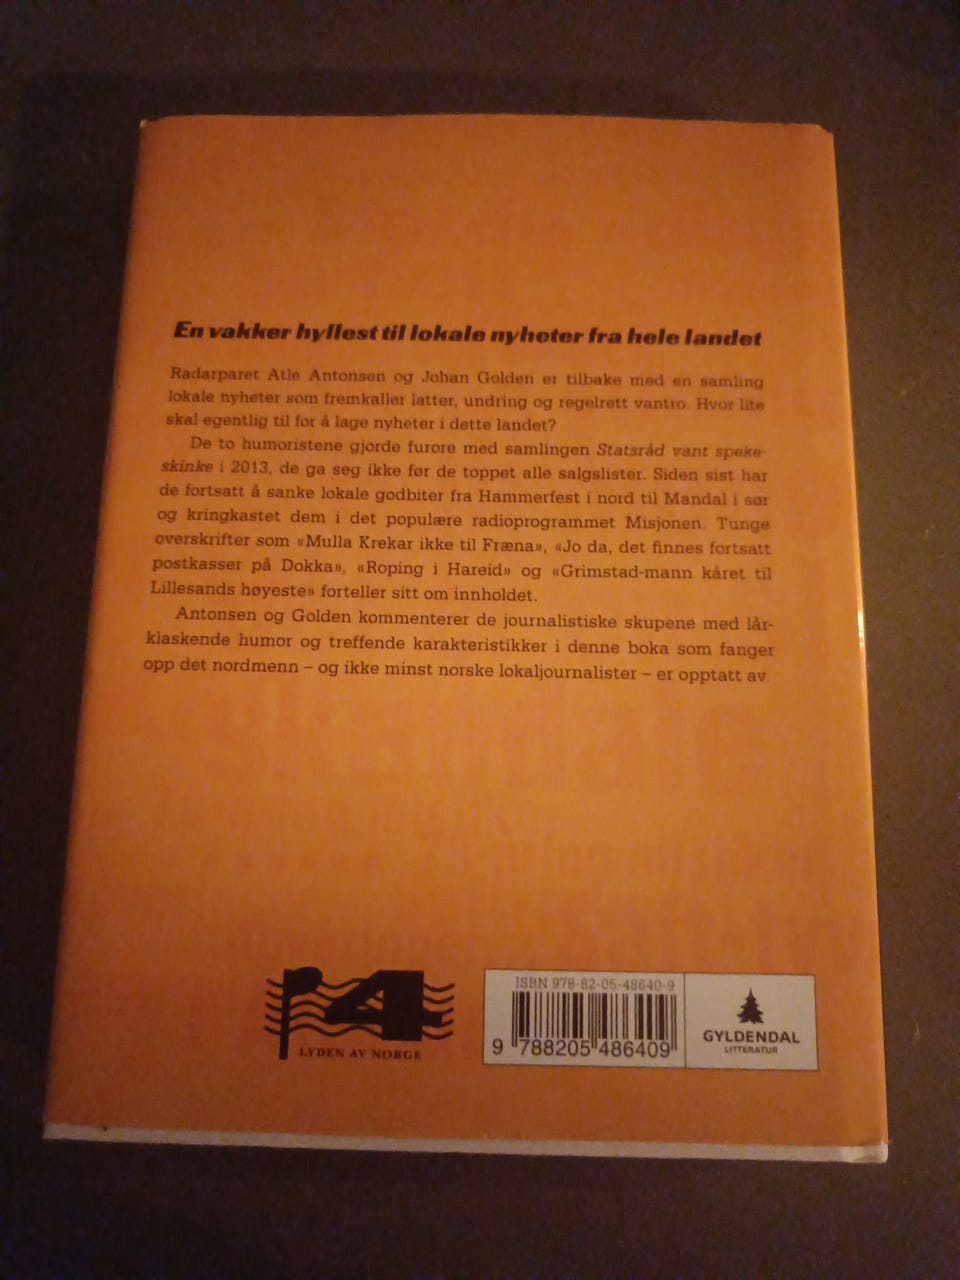 En vakker hyllest til lokale nyheter fra hele landet
Radarparet Atle Antonsen og Johan Golden er tilbake med en samling
lokale nyheter som fremkaller latter, undring og regelrett vantro. Hvor lite
skal egentlig til for å lage nyheter i dette landet?
De to humoristene gjorde furore med samlingen Statsråd vant speke-
skinke i 2013, de ga seg ikke før de toppet alle salgslister. Siden sist har
de fortsatt å sanke lokale godbiter fra Hammerfest i nord til Mandal i sør
og kringkastet dem i det populære radioprogrammet Misjonen. Tunge
overskrifter som «Mulla Krekar ikke til Fræna», «Jo da, det finnes fortsatt
postkasser på Dokka», «Roping i Hareid» og «Grimstad-mann kåret til
Lillesands høyeste» forteller sitt om innholdet.
Antonsen og Golden kommenterer de journalistiske skupene med lår-
klaskende humor og treffende karakteristikker i denne boka som fanger
opp det nordmenn – og ikke minst norske lokaljournalister – er opptatt av.
P4
LYDEN AV NORGE
ISBN 978-82-05-48640-9
9 788205 486409
GYLDENDAL
LITTERATUR